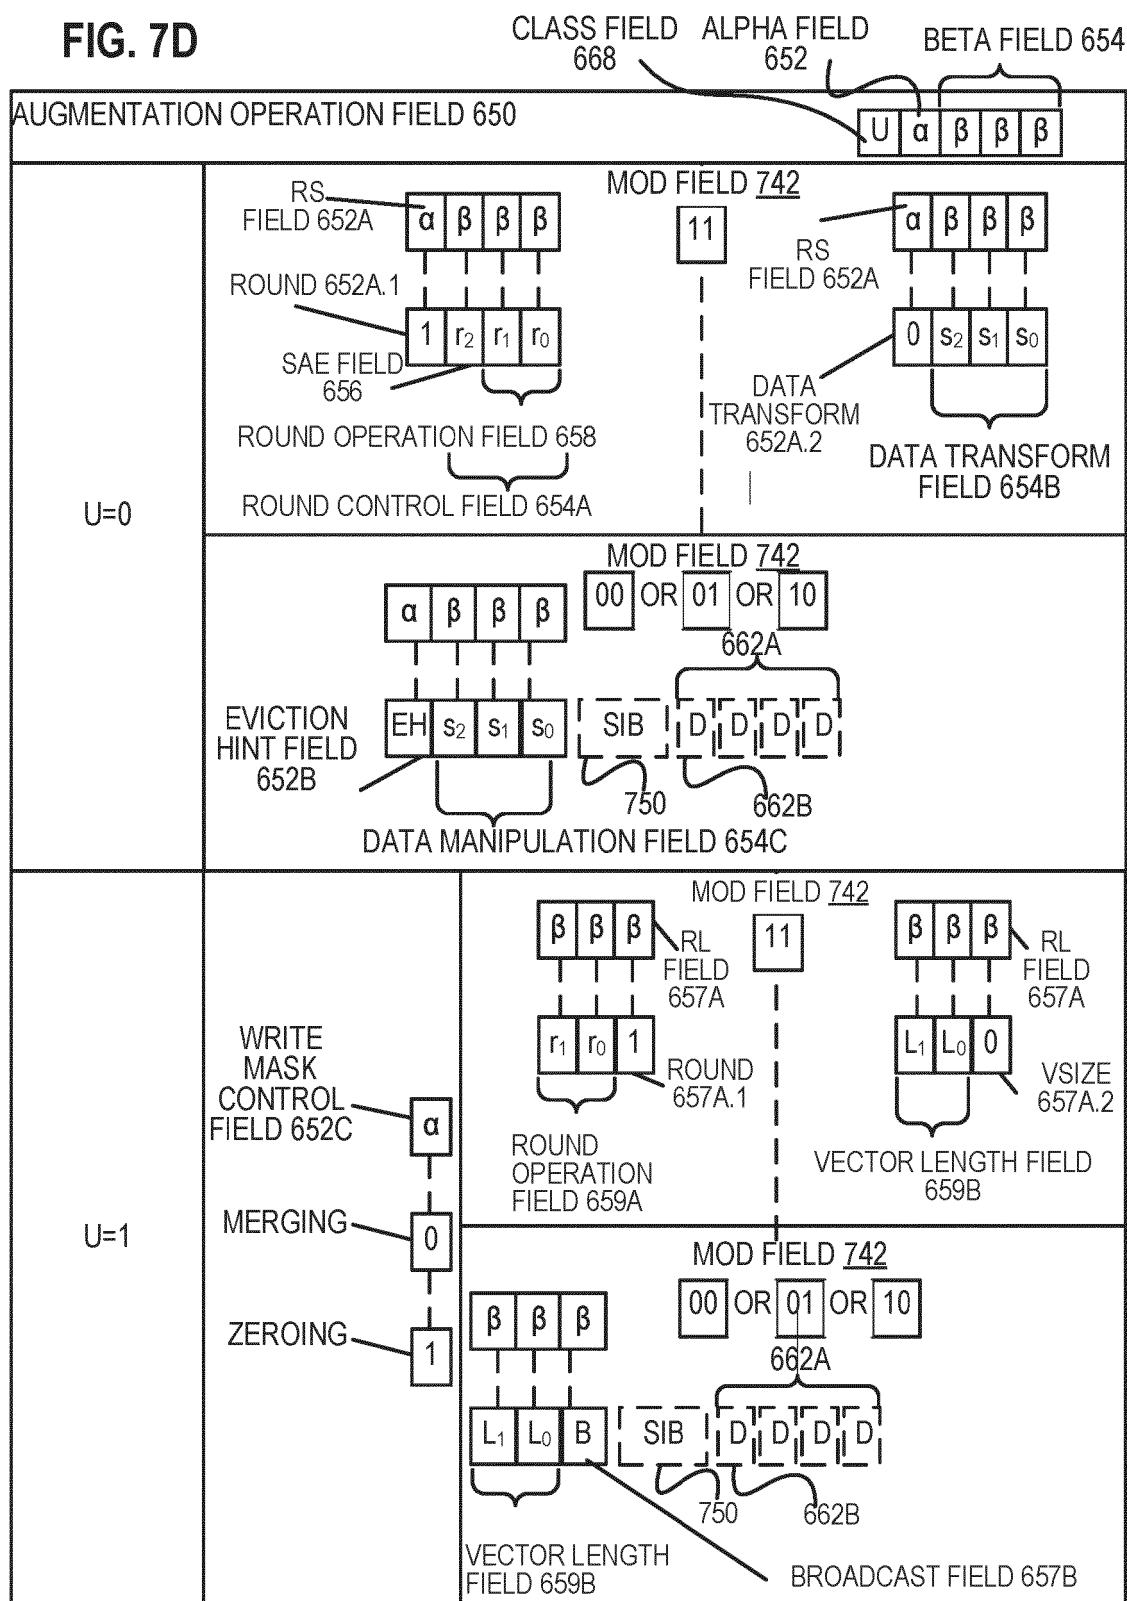 FIG. 7D
CLASS FIELD
668
ALPHA FIELD
652
BETA FIELD 654
AUGMENTATION OPERATION FIELD 650
U α β β β
U=0
RS
FIELD 652A
α β β β
ROUND 652A.1
1 r₂ r₁ r₀
SAE FIELD
656
ROUND OPERATION FIELD 658
ROUND CONTROL FIELD 654A
MOD FIELD 742
11
α β β β
RS
FIELD 652A
0 s₂ s₁ s₀
DATA
TRANSFORM
652A.2
DATA TRANSFORM
FIELD 654B
MOD FIELD 742
00 OR 01 OR 10
α β β β
662A
EVICTION
HINT FIELD
652B
EH s₂ s₁ s₀ SIB D D D D
750
662B
DATA MANIPULATION FIELD 654C
U=1
WRITE
MASK
CONTROL
FIELD 652C
α
MERGING
0
ZEROING
1
MOD FIELD 742
11
β β β
RL
FIELD
657A
r₁ r₀ 1
ROUND
657A.1
ROUND
OPERATION
FIELD 659A
β β β
RL
FIELD
657A
L₁ L₀ 0
VSIZE
657A.2
VECTOR LENGTH FIELD
659B
MOD FIELD 742
00 OR 01 OR 10
β β β
662A
L₁ L₀ B SIB D D D D
750
662B
VECTOR LENGTH
FIELD 659B
BROADCAST FIELD 657B